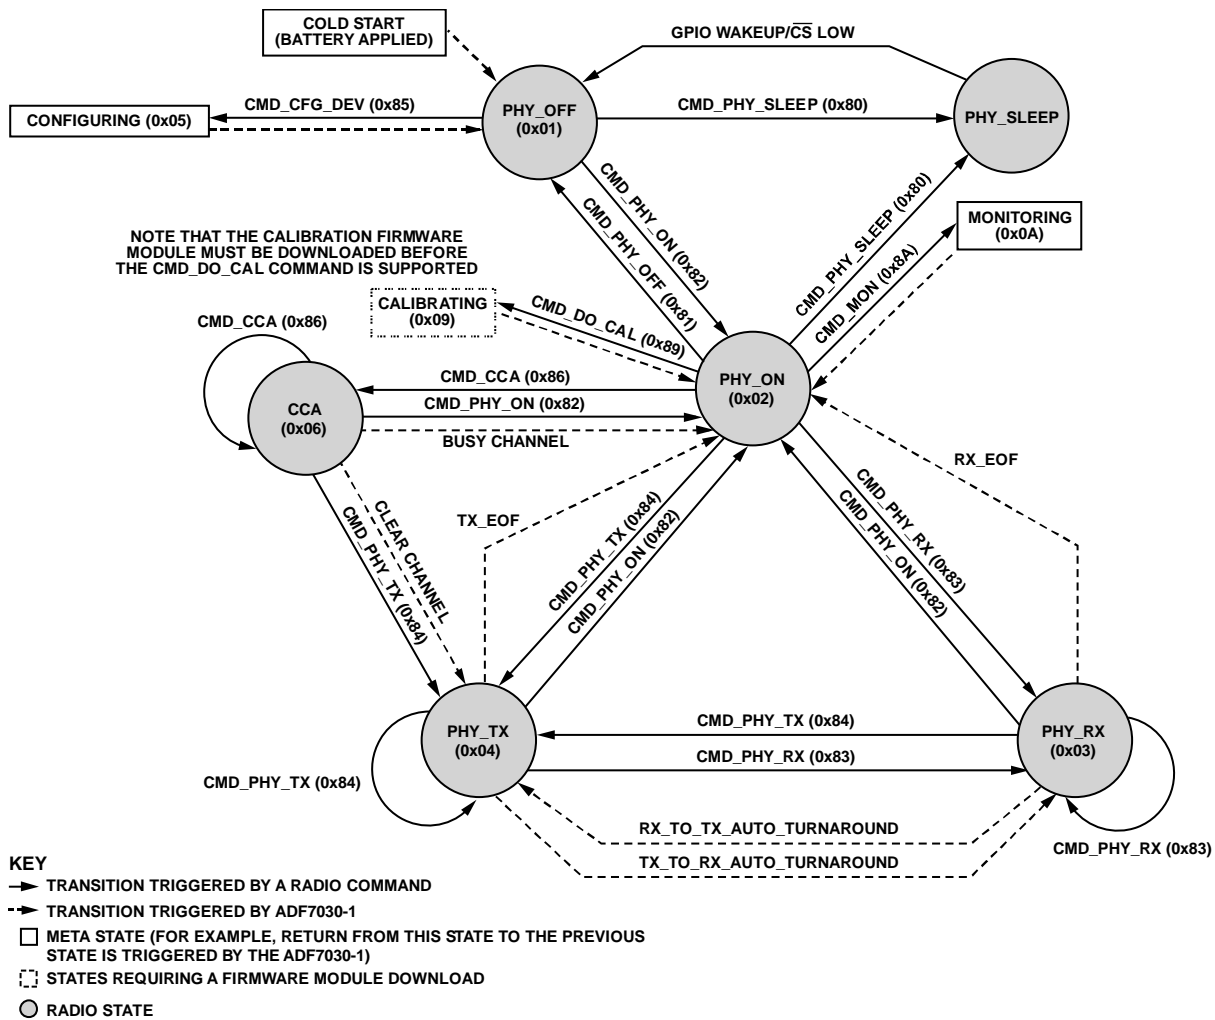 COLD START
(BATTERY APPLIED)
GPIO WAKEUP/CS LOW
CONFIGURING (0x05)
CMD_CFG_DEV (0x85)
PHY_OFF
(0x01)
CMD_PHY_SLEEP (0x80)
PHY_SLEEP
CMD_PHY_ON (0x82)
CMD_PHY_OFF (0x81)
CMD_PHY_SLEEP (0x80)
CMD_MON (0x8A)
MONITORING
(0x0A)
NOTE THAT THE CALIBRATION FIRMWARE
MODULE MUST BE DOWNLOADED BEFORE
THE CMD_DO_CAL COMMAND IS SUPPORTED
CALIBRATING
(0x09)
CMD_DO_CAL (0x89)
CMD_CCA (0x86)
CMD_CCA (0x86)
PHY_ON
(0x02)
CCA
(0x06)
CMD_PHY_ON (0x82)
BUSY CHANNEL
RX_EOF
TX_EOF
CLEAR CHANNEL
CMD_PHY_TX (0x84)
CMD_PHY_TX (0x84)
CMD_PHY_ON (0x82)
CMD_PHY_RX (0x83)
CMD_PHY_ON (0x82)
PHY_TX
(0x04)
CMD_PHY_TX (0x84)
CMD_PHY_RX (0x83)
PHY_RX
(0x03)
CMD_PHY_TX (0x84)
RX_TO_TX_AUTO_TURNAROUND
TX_TO_RX_AUTO_TURNAROUND
CMD_PHY_RX (0x83)
KEY
TRANSITION TRIGGERED BY A RADIO COMMAND
TRANSITION TRIGGERED BY ADF7030-1
META STATE (FOR EXAMPLE, RETURN FROM THIS STATE TO THE PREVIOUS
STATE IS TRIGGERED BY THE ADF7030-1)
STATES REQUIRING A FIRMWARE MODULE DOWNLOAD
RADIO STATE